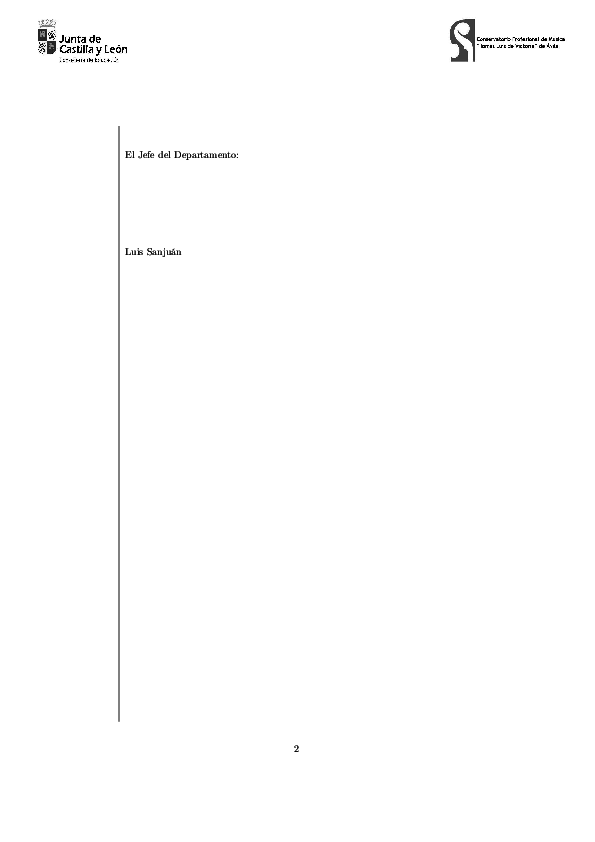 Junta de
Castilla y León
Consejería de Educación
Conservatorio Profesional de Música
"Tomás Luis de Victoria" de Ávila
El Jefe del Departamento:
Luis Sanjuán
2